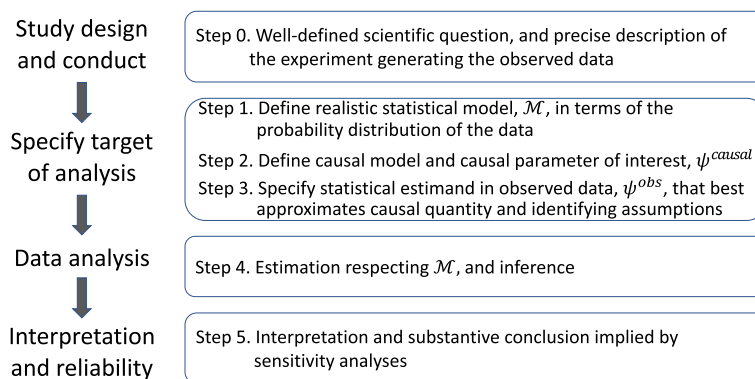 Study design
and conduct
Step 0. Well-defined scientific question, and precise description of
the experiment generating the observed data
Specify target
of analysis
Step 1. Define realistic statistical model, ℳ, in terms of the
probability distribution of the data
Step 2. Define causal model and causal parameter of interest, ψ^causal
Step 3. Specify statistical estimand in observed data, ψ^obs, that best
approximates causal quantity and identifying assumptions
Data analysis
Step 4. Estimation respecting ℳ, and inference
Interpretation
and reliability
Step 5. Interpretation and substantive conclusion implied by
sensitivity analyses